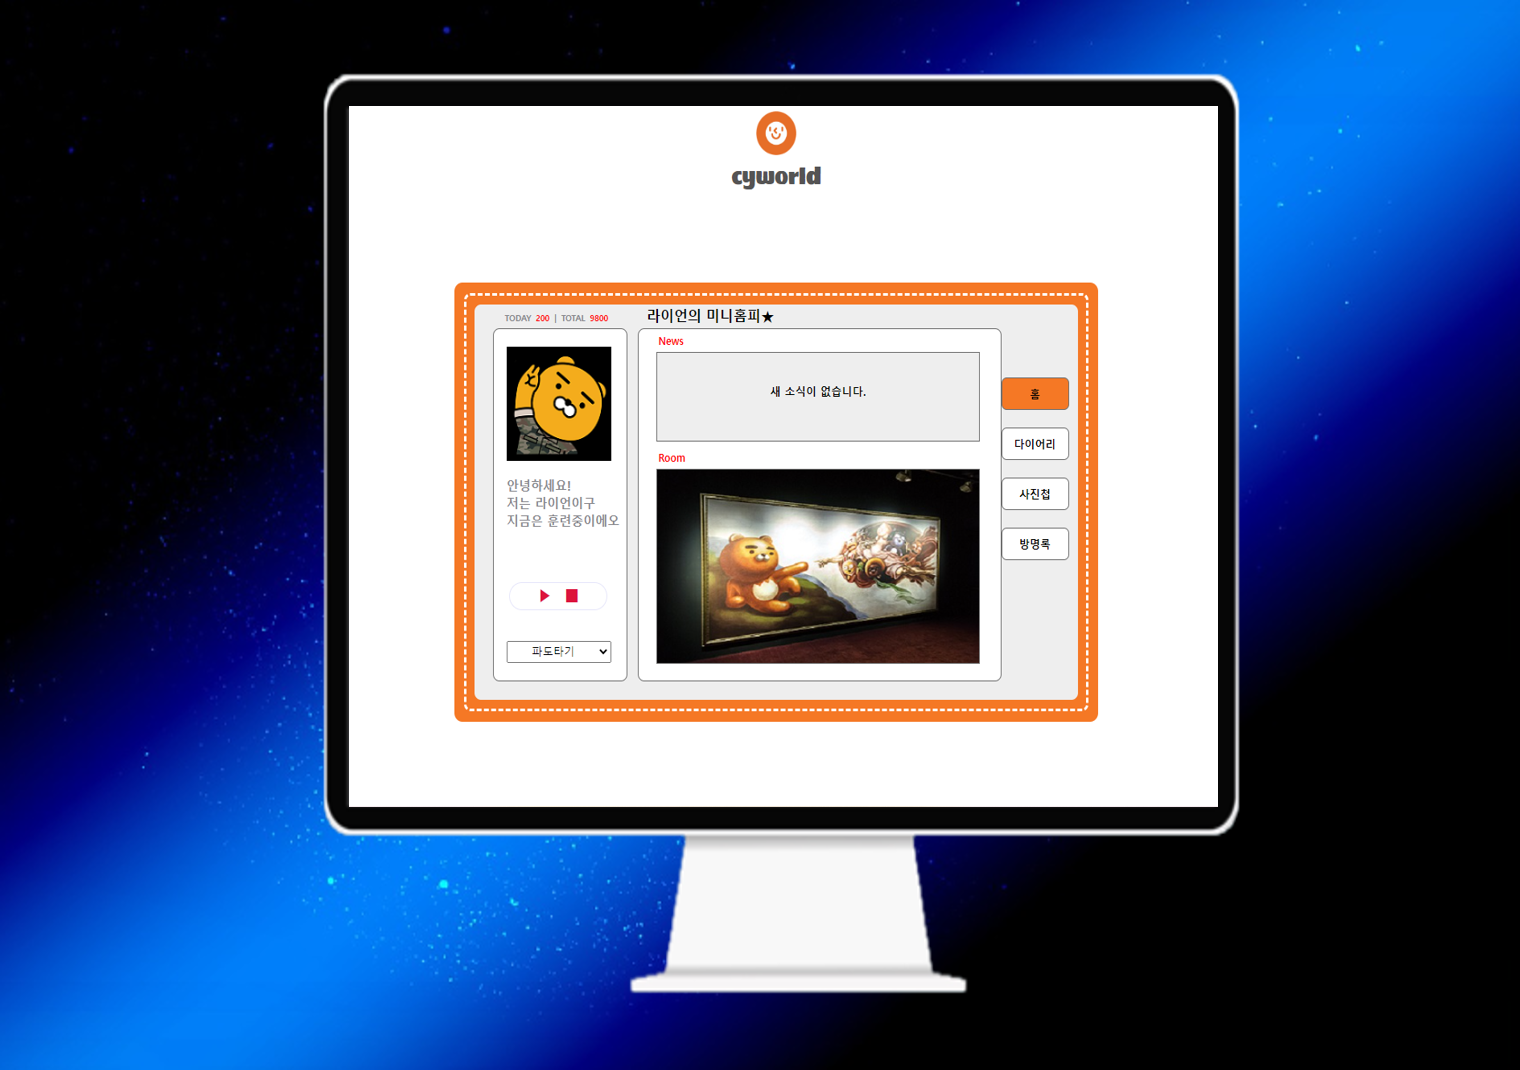 cyworld
TODAY 200 | TOTAL 9800
라이언의 미니홈피★
안녕하세요!
저는 라이언이구
지금은 훈련중이에오
파도타기
News
새 소식이 없습니다.
Room
홈
다이어리
사진첩
방명록